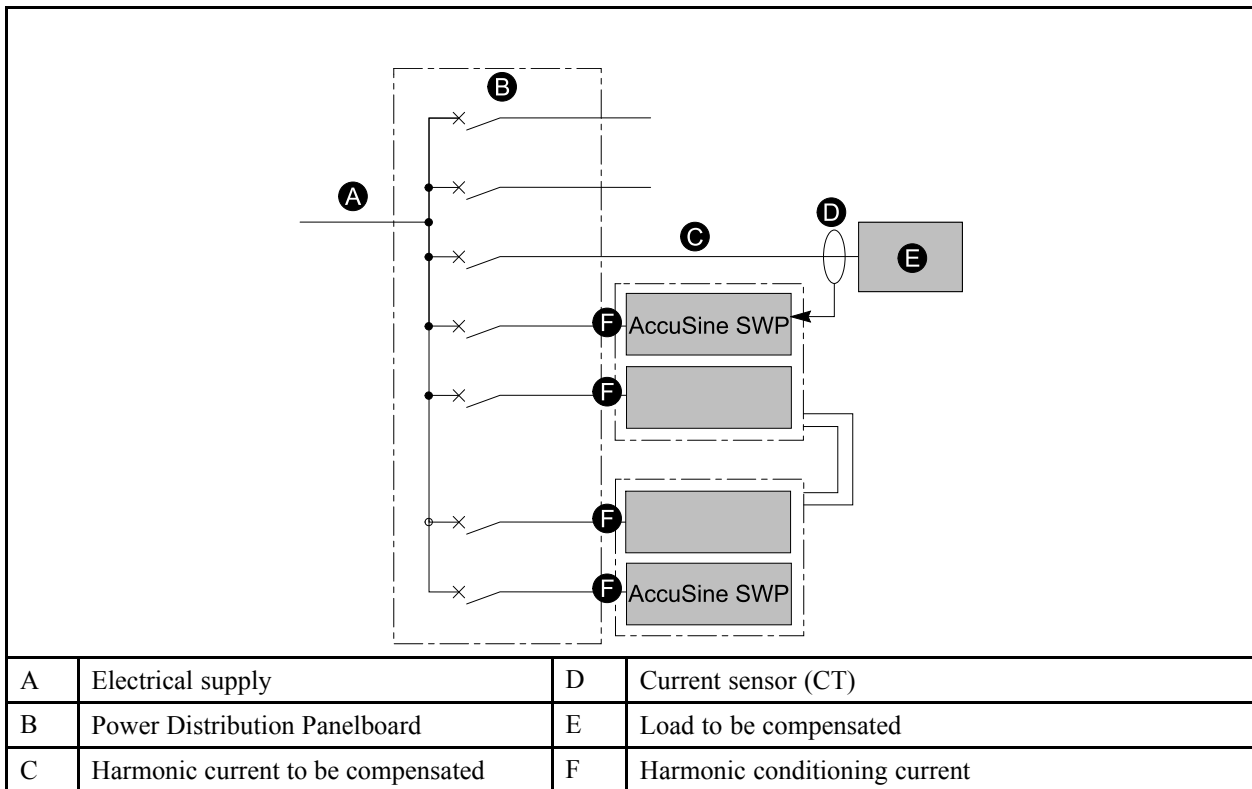 B
A
D
C
E
F
AccuSine SWP
F
F
F
AccuSine SWP
A Electrical supply D Current sensor (CT)
B Power Distribution Panelboard E Load to be compensated
C Harmonic current to be compensated F Harmonic conditioning current